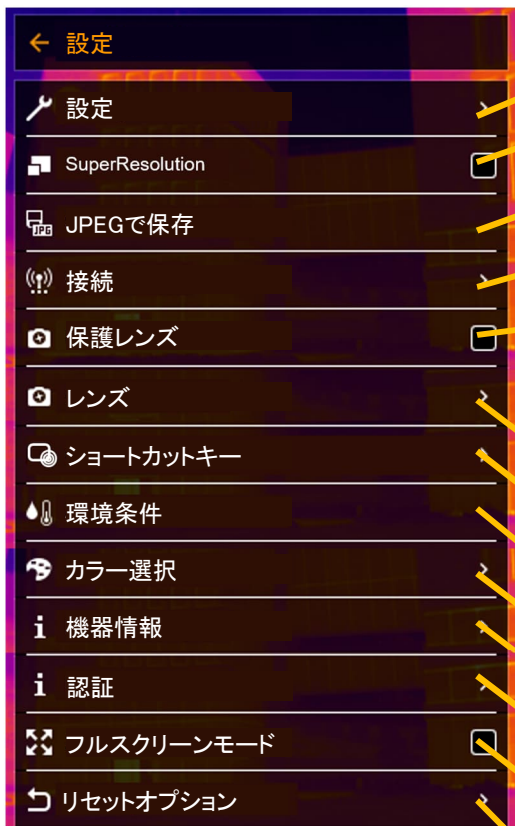 設定
設定
SuperResolution
JPEGで保存
接続
保護レンズ
レンズ
ショートカットキー
環境条件
カラー選択
機器情報
認証
フルスクリーンモード
リセットオプション